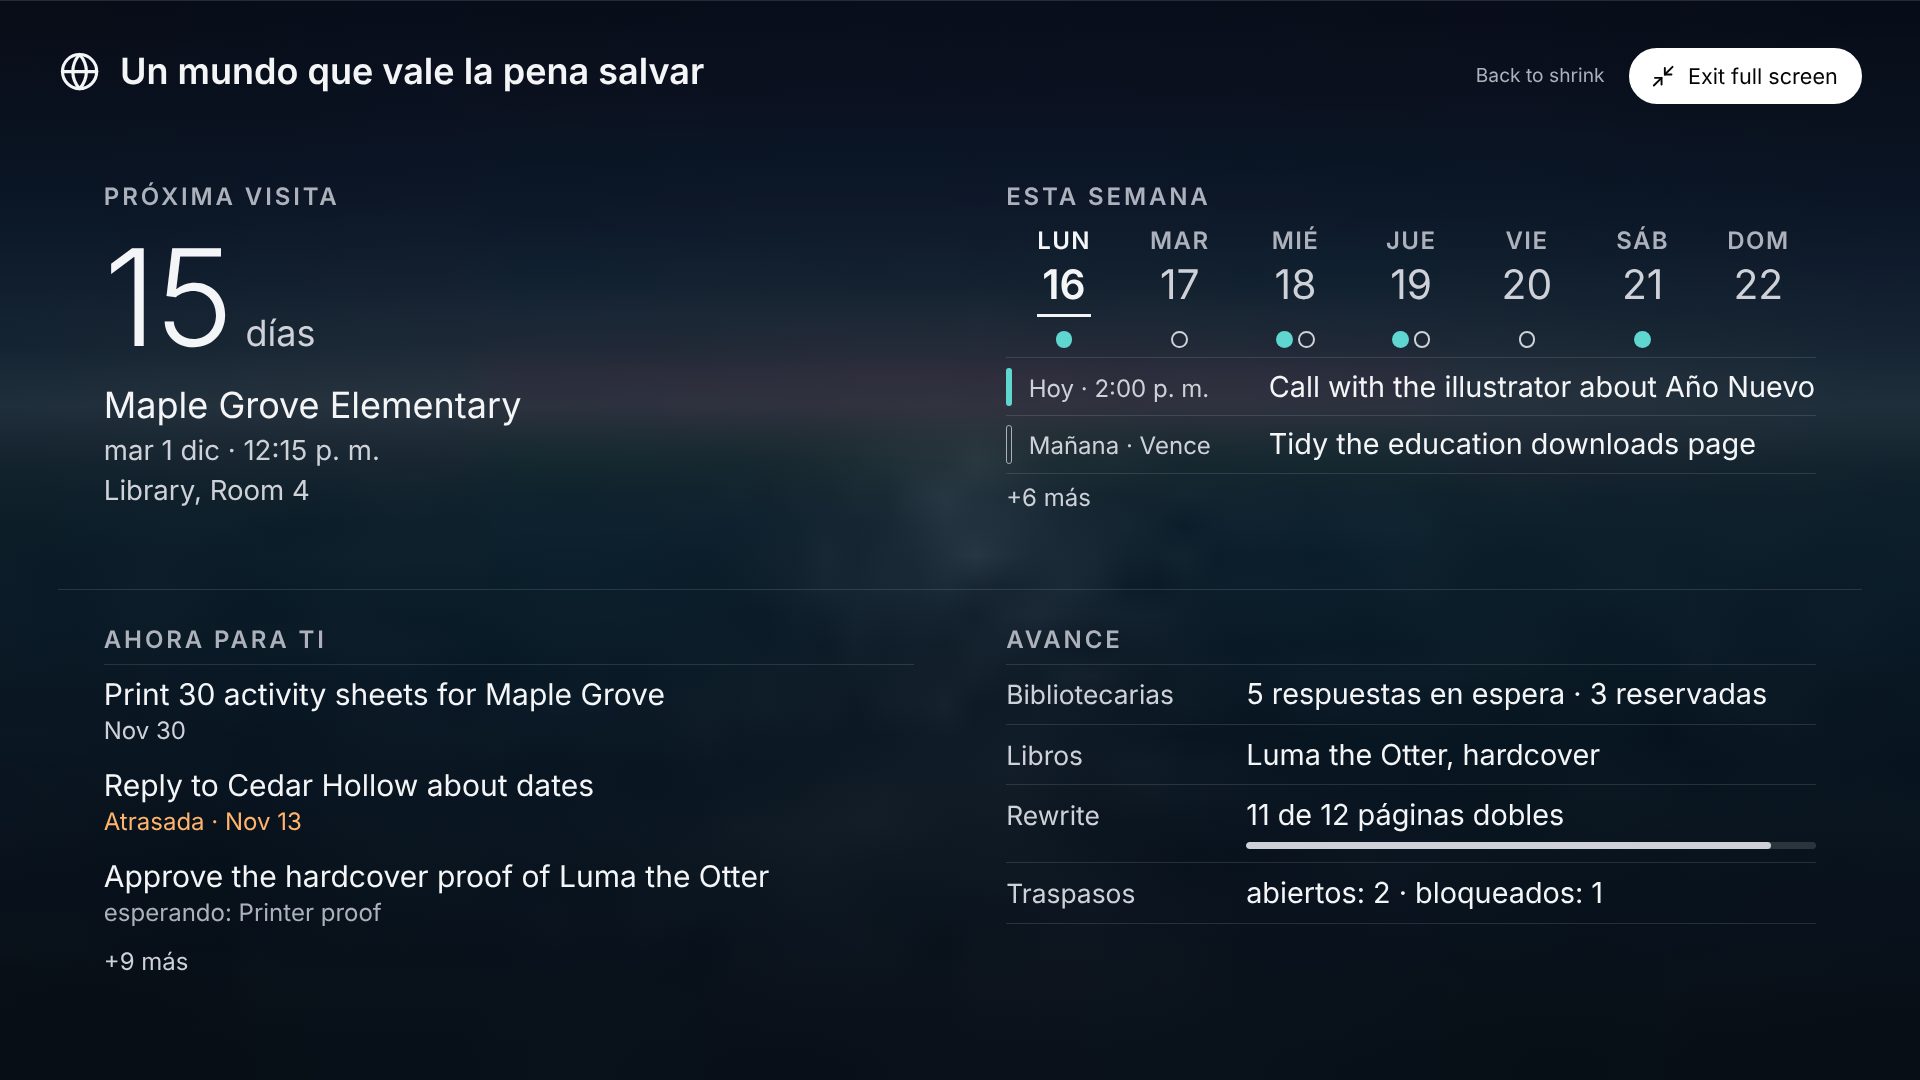 Un mundo que vale la pena salvar
Back to shrink
Exit full screen
PRÓXIMA VISITA
15 días
Maple Grove Elementary
mar 1 dic · 12:15 p. m.
Library, Room 4
ESTA SEMANA
LUN MAR MIÉ JUE VIE SÁB DOM
16 17 18 19 20 21 22
Hoy · 2:00 p. m. Call with the illustrator about Año Nuevo
Mañana · Vence Tidy the education downloads page
+6 más
AHORA PARA TI
Print 30 activity sheets for Maple Grove
Nov 30
Reply to Cedar Hollow about dates
Atrasada · Nov 13
Approve the hardcover proof of Luma the Otter
esperando: Printer proof
+9 más
AVANCE
Bibliotecarias 5 respuestas en espera · 3 reservadas
Libros Luma the Otter, hardcover
Rewrite 11 de 12 páginas dobles
Traspasos abiertos: 2 · bloqueados: 1